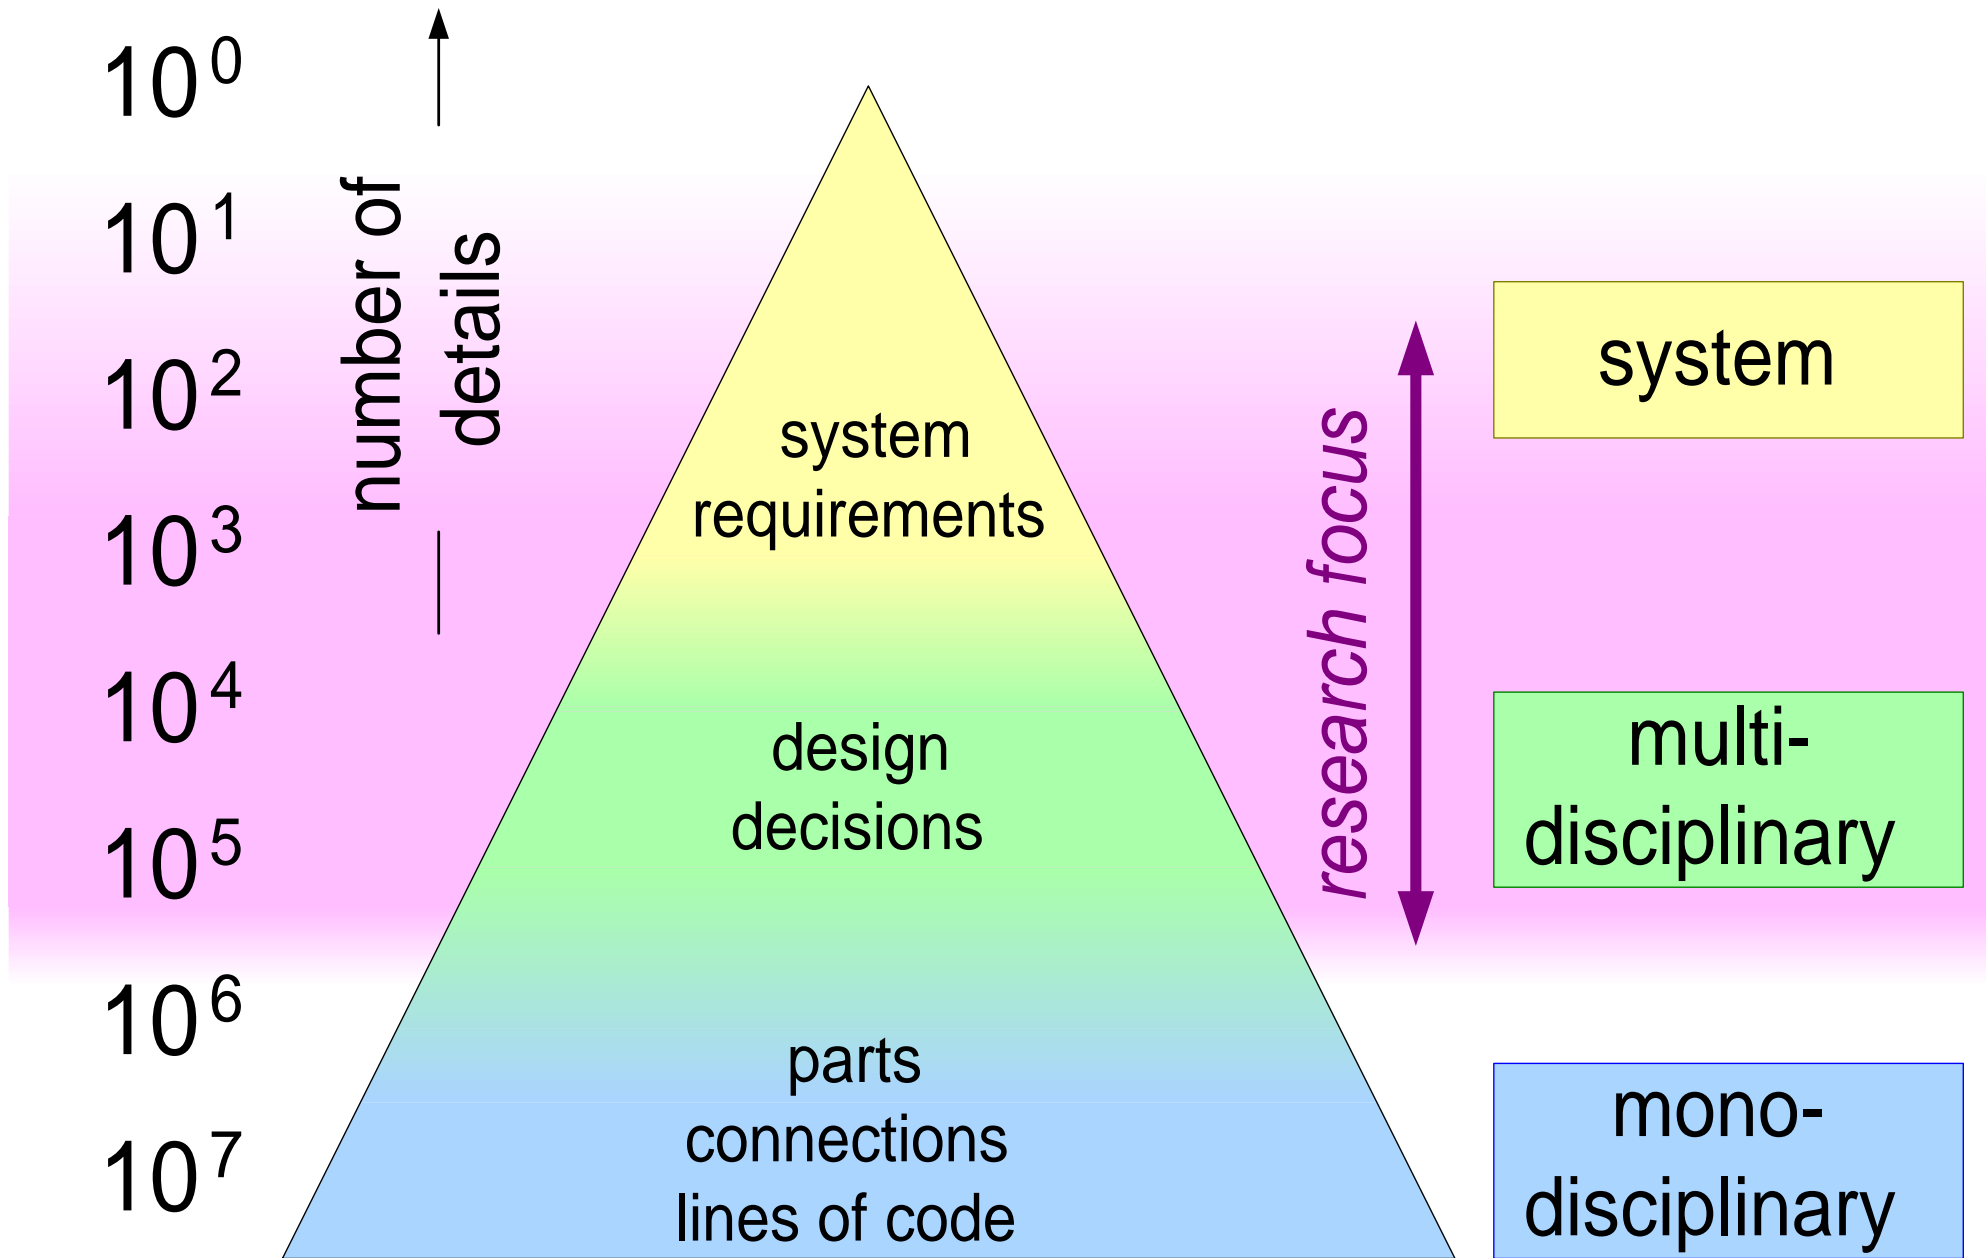 10⁰
10¹
10²
10³
10⁴
10⁵
10⁶
10⁷
number of
details
system
requirements
design
decisions
parts
connections
lines of code
research focus
system
multi-
disciplinary
mono-
disciplinary